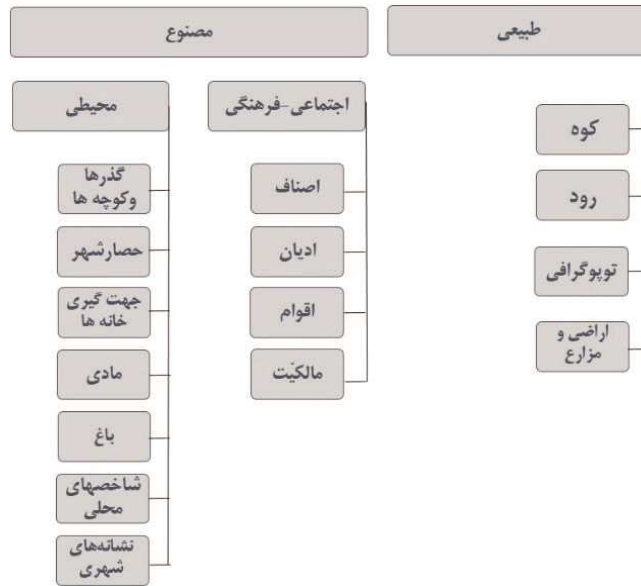 طبیعی
کوه
رود
توپوگرافی
اراضی و
مزارع
مصنوع
اجتماعی-فرهنگی
اصناف
ادیان
اقوام
مالکیّت
محیطی
گذرها
وکوچه ها
حصارشهر
جهت گیری
خانه ها
مادی
باغ
شاخصهای
محلی
نشانه‌های
شهری